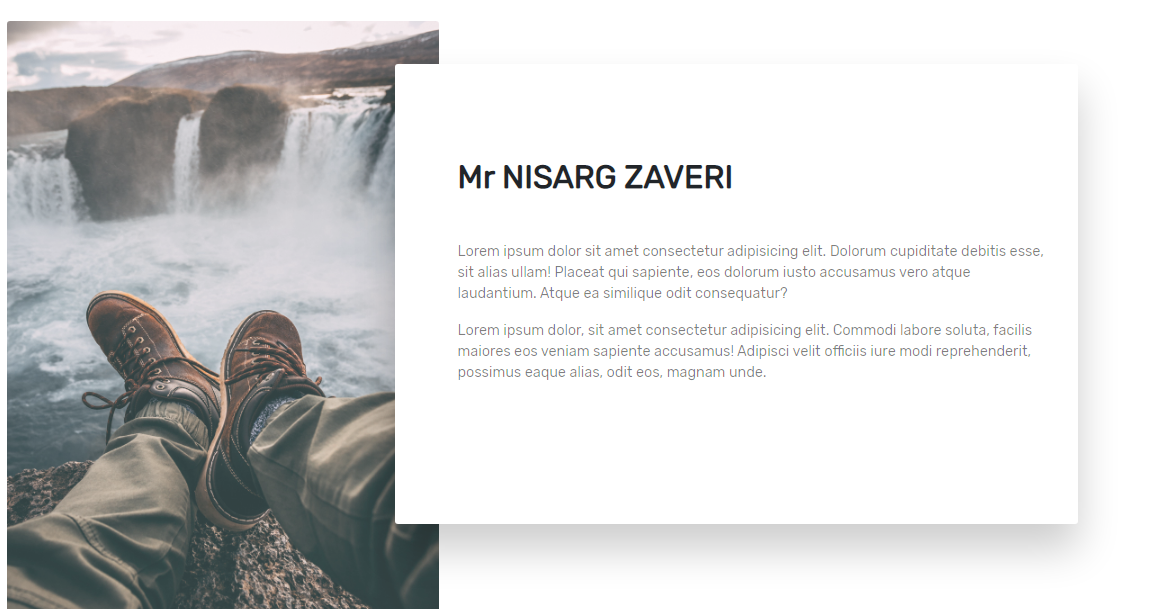 Mr NISARG ZAVERI
Lorem ipsum dolor sit amet consectetur adipisicing elit. Dolorum cupiditate debitis esse,
sit alias ullam! Placeat qui sapiente, eos dolorum iusto accusamus vero atque
laudantium. Atque ea similique odit consequatur?
Lorem ipsum dolor, sit amet consectetur adipisicing elit. Commodi labore soluta, facilis
maiores eos veniam sapiente accusamus! Adipisci velit officiis iure modi reprehenderit,
possimus eaque alias, odit eos, magnam unde.